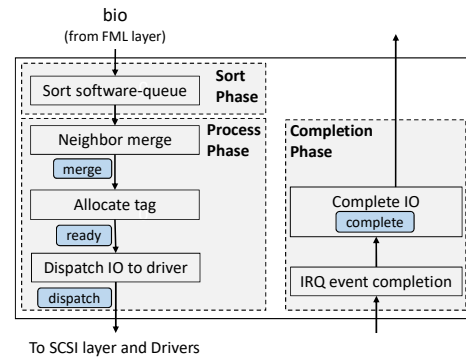 bio
(from FML layer)
Sort software-queue
Sort
Phase
Neighbor merge
Process
Phase
merge
Allocate tag
ready
Dispatch IO to driver
dispatch
To SCSI layer and Drivers
Completion
Phase
Complete IO
complete
IRQ event completion